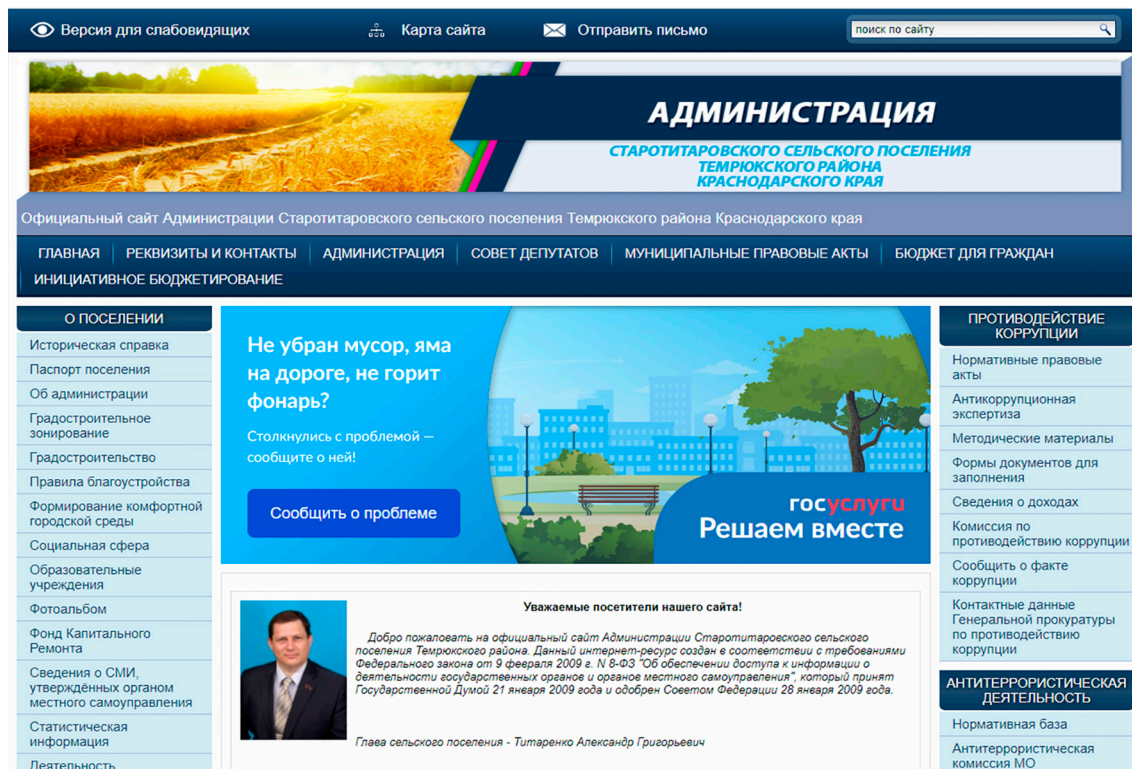 Версия для слабовидящих
Карта сайта
Отправить письмо
поиск по сайту
АДМИНИСТРАЦИЯ
СТАРОТИТАРОВСКОГО СЕЛЬСКОГО ПОСЕЛЕНИЯ
ТЕМРЮКСКОГО РАЙОНА
КРАСНОДАРСКОГО КРАЯ
Официальный сайт Администрации Старотитаровского сельского поселения Темрюкского района Краснодарского края
ГЛАВНАЯ
РЕКВИЗИТЫ И КОНТАКТЫ
АДМИНИСТРАЦИЯ
СОВЕТ ДЕПУТАТОВ
МУНИЦИПАЛЬНЫЕ ПРАВОВЫЕ АКТЫ
БЮДЖЕТ ДЛЯ ГРАЖДАН
ИНИЦИАТИВНОЕ БЮДЖЕТИРОВАНИЕ
О ПОСЕЛЕНИИ
Историческая справка
Паспорт поселения
Об администрации
Градостроительное
зонирование
Градостроительство
Правила благоустройства
Формирование комфортной
городской среды
Социальная сфера
Образовательные
учреждения
Фотоальбом
Фонд Капитального
Ремонта
Сведения о СМИ,
утверждённых органом
местного самоуправления
Статистическая
информация
Деятельность
Не убран мусор, яма
на дороге, не горит
фонарь?
Столкнулись с проблемой —
сообщите о ней!
Сообщить о проблеме
госуслуги
Решаем вместе
Уважаемые посетители нашего сайта!
Добро пожаловать на официальный сайт Администрации Старотитаровского сельского
поселения Темрюкского района. Данный интернет-ресурс создан в соответствии с требованиями
Федерального закона от 9 февраля 2009 г. N 8-ФЗ "Об обеспечении доступа к информации о
деятельности государственных органов и органов местного самоуправления", который принят
Государственной Думой 21 января 2009 года и одобрен Советом Федерации 28 января 2009 года.
Глава сельского поселения - Титаренко Александр Григорьевич
ПРОТИВОДЕЙСТВИЕ
КОРРУПЦИИ
Нормативные правовые
акты
Антикоррупционная
экспертиза
Методические материалы
Формы документов для
заполнения
Сведения о доходах
Комиссия по
противодействию коррупции
Сообщить о факте
коррупции
Контактные данные
Генеральной прокуратуры
по противодействию
коррупции
АНТИТЕРРОРИСТИЧЕСКАЯ
ДЕЯТЕЛЬНОСТЬ
Нормативная база
Антитеррористическая
комиссия МО